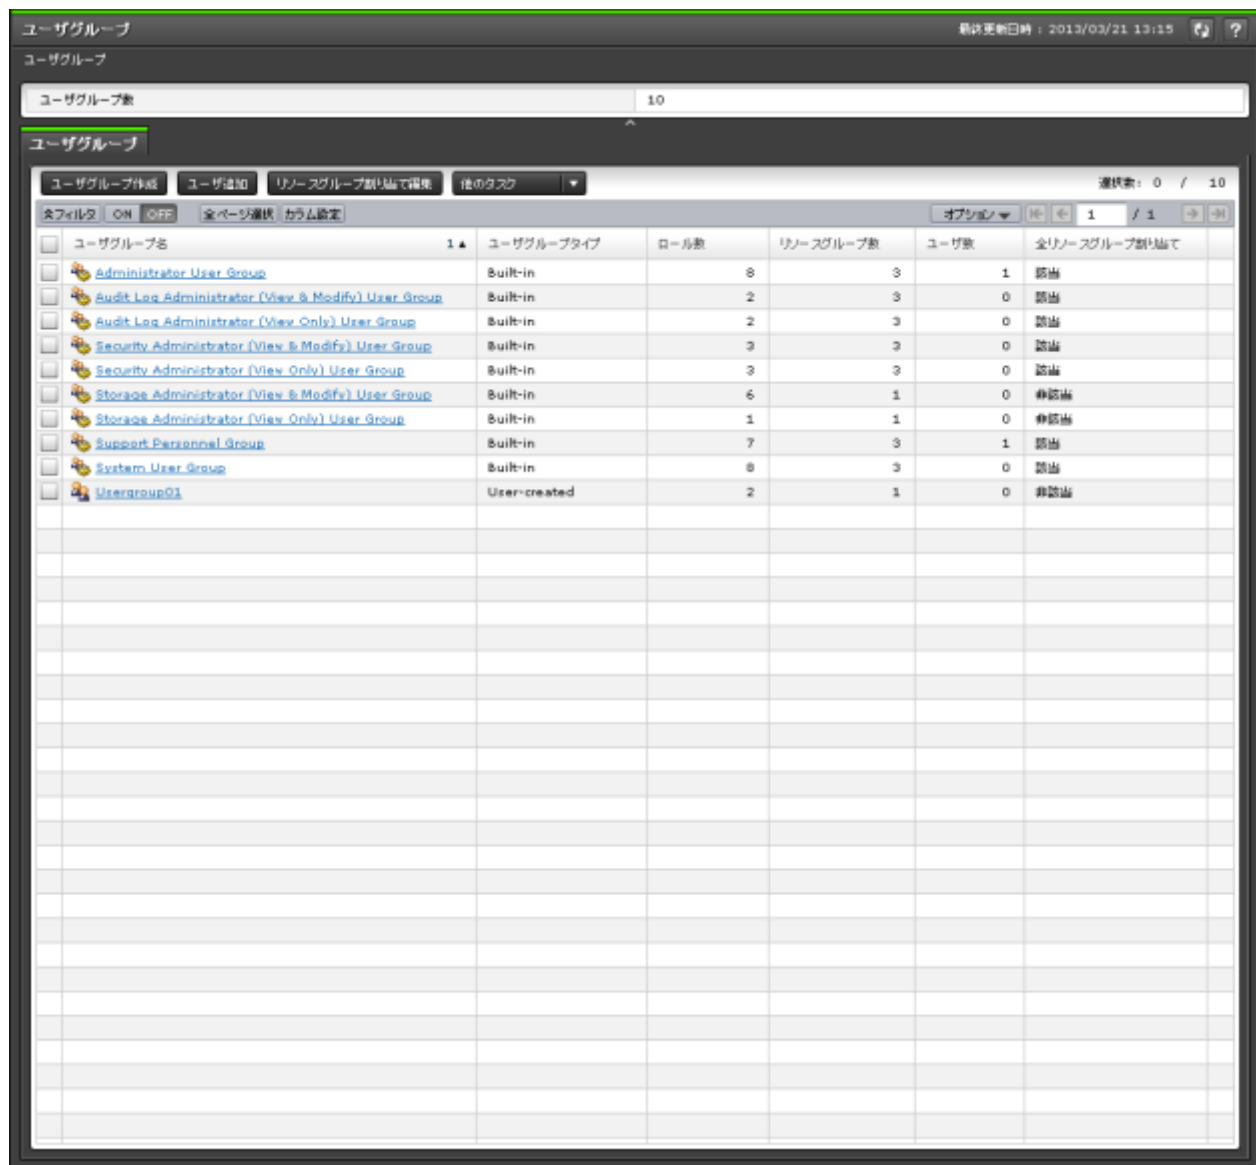 ユーザグループ 最終更新日時 : 2013/03/21 13:15 ?
ユーザグループ
ユーザグループ数 10
ユーザグループ
ユーザグループ作成 ユーザ追加 リソースグループ割り当て編集 他のタスク 選択数: 0 / 10
全フィルタ ON OFF 全ページ選択 カラム設定 オプション 1 / 1
ユーザグループ名 1▲ ユーザグループタイプ ロール数 リソースグループ数 ユーザ数 全リソースグループ割り当て
Administrator User Group Built-in 8 3 1 該当
Audit Log Administrator (View & Modify) User Group Built-in 2 3 0 該当
Audit Log Administrator (View Only) User Group Built-in 2 3 0 該当
Security Administrator (View & Modify) User Group Built-in 3 3 0 該当
Security Administrator (View Only) User Group Built-in 3 3 0 該当
Storage Administrator (View & Modify) User Group Built-in 6 1 0 非該当
Storage Administrator (View Only) User Group Built-in 1 1 0 非該当
Support Personnel Group Built-in 7 3 1 該当
System User Group Built-in 8 3 0 該当
Usergroup01 User-created 2 1 0 非該当